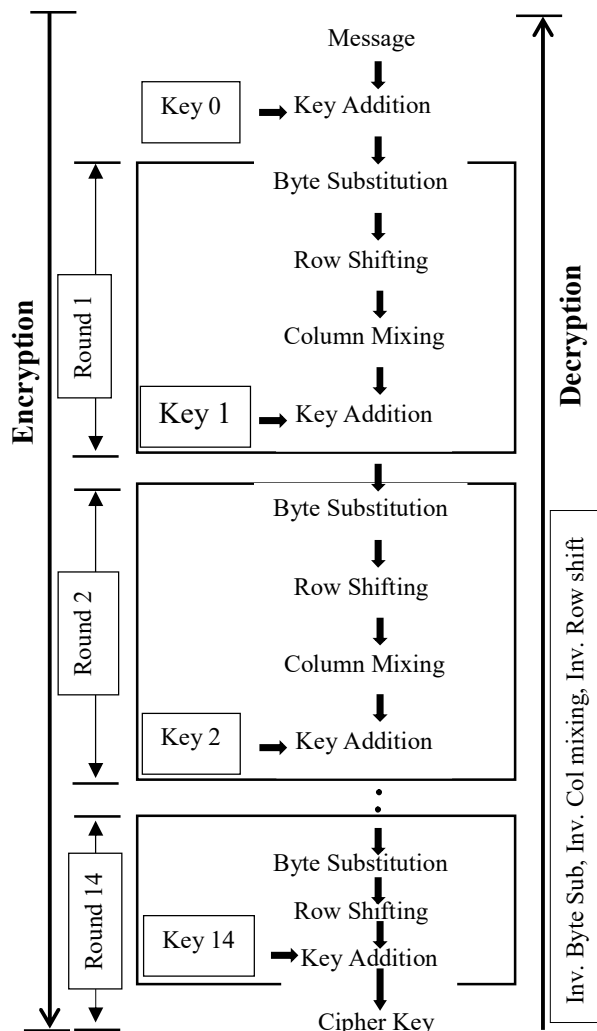 Message
Key 0
Key Addition
Byte Substitution
Row Shifting
Column Mixing
Key 1
Key Addition
Round 1
Encryption
Decryption
Byte Substitution
Row Shifting
Column Mixing
Key 2
Key Addition
Round 2
Inv. Byte Sub, Inv. Col mixing, Inv. Row shift
Byte Substitution
Row Shifting
Key 14
Key Addition
Round 14
Cipher Key